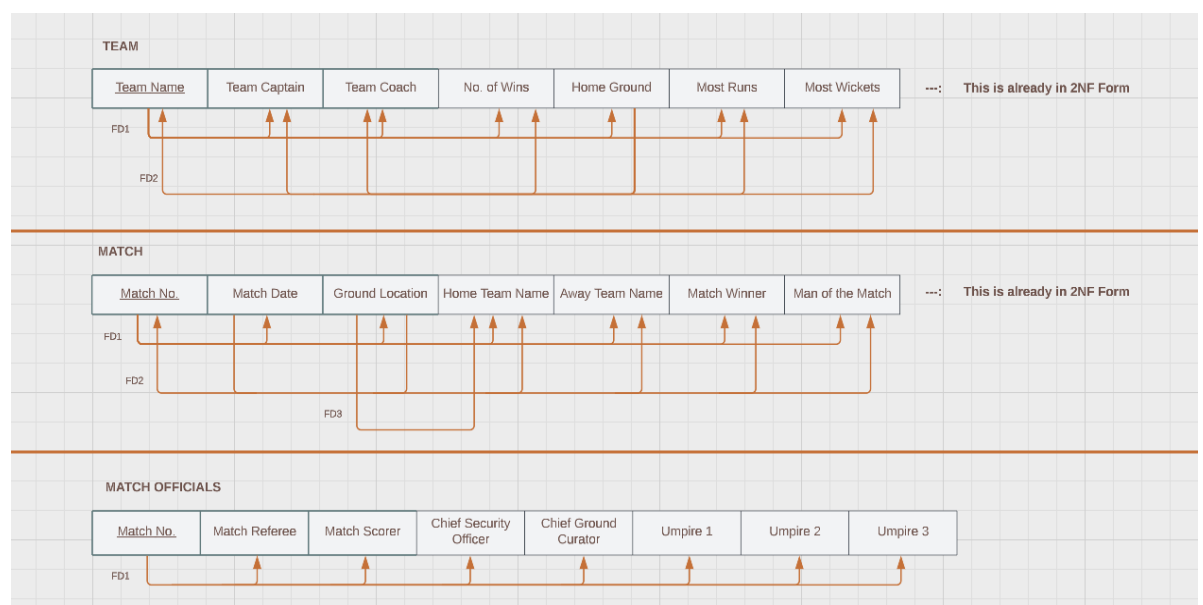 TEAM
Team Name Team Captain Team Coach No. of Wins Home Ground Most Runs Most Wickets ---: This is already in 2NF Form
FD1
FD2
MATCH
Match No. Match Date Ground Location Home Team Name Away Team Name Match Winner Man of the Match ---: This is already in 2NF Form
FD1
FD2
FD3
MATCH OFFICIALS
Match No. Match Referee Match Scorer Chief Security Officer Chief Ground Curator Umpire 1 Umpire 2 Umpire 3
FD1